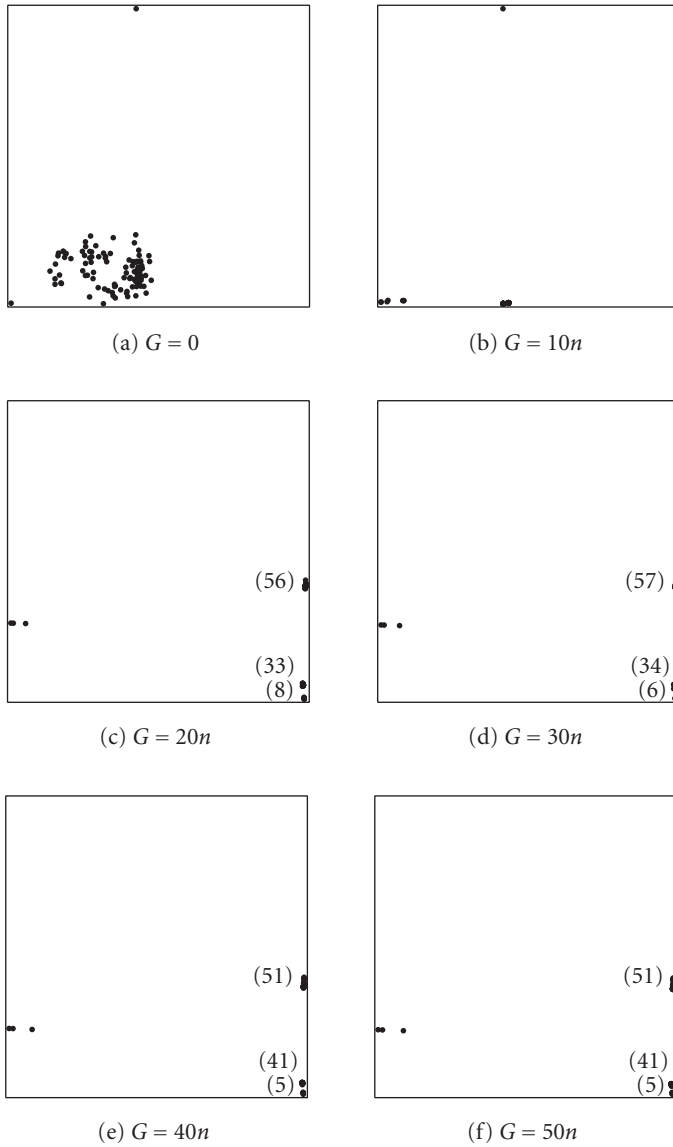 (a) G = 0
(b) G = 10n
(56)
(33)
(8)
(c) G = 20n
(57)
(34)
(6)
(d) G = 30n
(51)
(41)
(5)
(e) G = 40n
(51)
(41)
(5)
(f) G = 50n